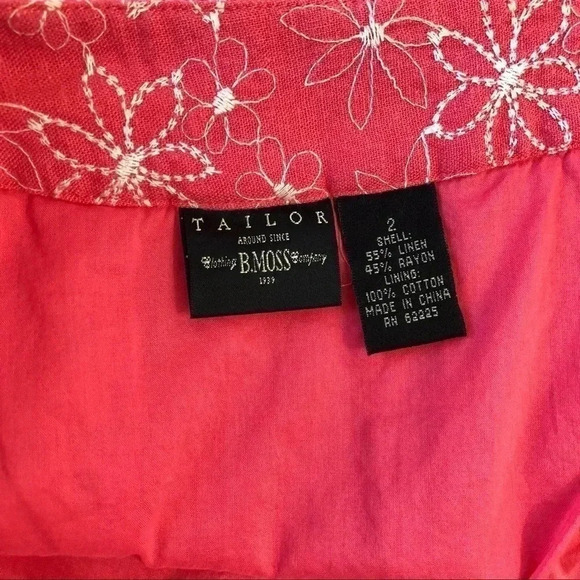 TAILOR
AROUND SINCE
Clothing B.MOSS Company
1939
2
SHELL:
55% LINEN
45% RAYON
LINING:
100% COTTON
MADE IN CHINA
RN 62225